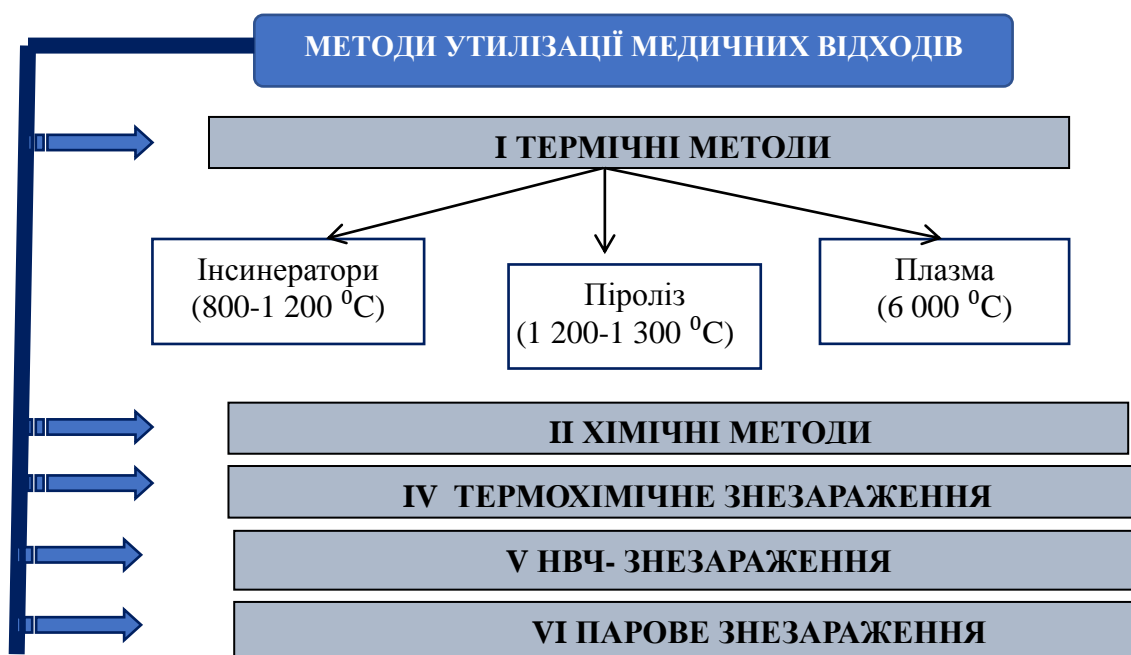 МЕТОДИ УТИЛІЗАЦІЇ МЕДИЧНИХ ВІДХОДІВ
І ТЕРМІЧНІ МЕТОДИ
Інсинератори
(800-1 200 ⁰С)
Піроліз
(1 200-1 300 ⁰С)
Плазма
(6 000 ⁰С)
ІІ ХІМІЧНІ МЕТОДИ
IV ТЕРМОХІМІЧНЕ ЗНЕЗАРАЖЕННЯ
V НВЧ- ЗНЕЗАРАЖЕННЯ
VI ПАРОВЕ ЗНЕЗАРАЖЕННЯ